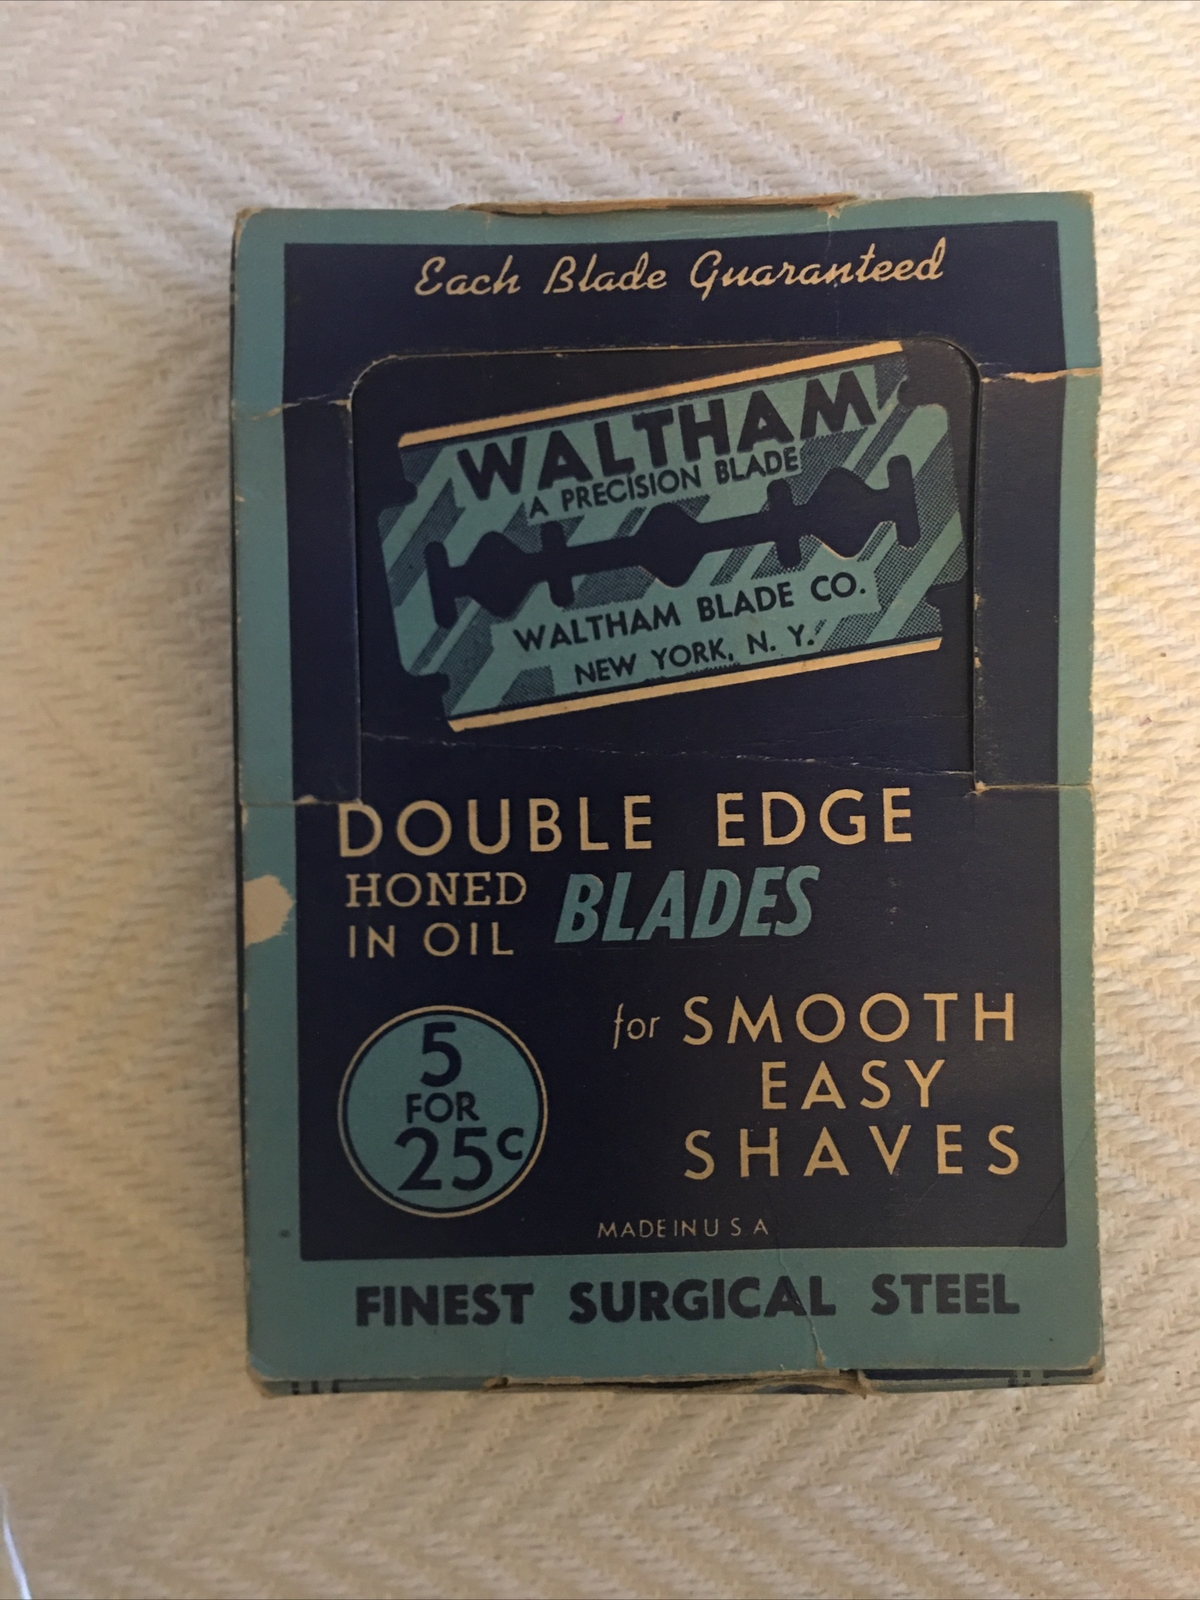 Each Blade Guaranteed
WALTHAM
A PRECISION BLADE
WALTHAM BLADE CO.
NEW YORK, N. Y.
DOUBLE EDGE
HONED
IN OIL
BLADES
for SMOOTH
EASY
SHAVES
5
FOR
25c
MADE IN U S A
FINEST SURGICAL STEEL